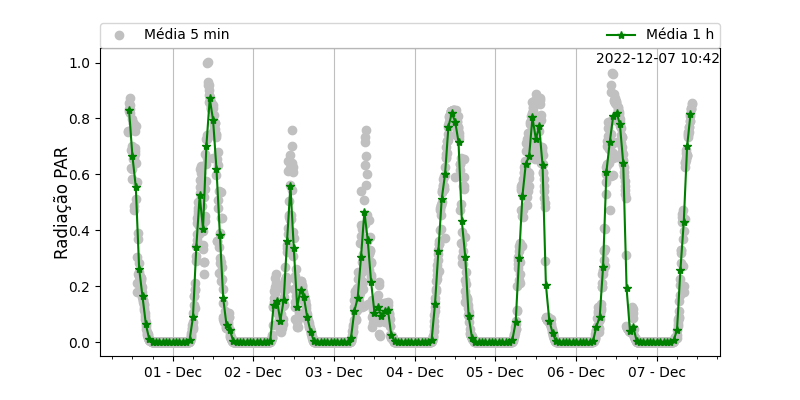 Média 5 min
Média 1 h
2022-12-07 10:42
Radiação PAR
1.0
0.8
0.6
0.4
0.2
0.0
01 - Dec
02 - Dec
03 - Dec
04 - Dec
05 - Dec
06 - Dec
07 - Dec